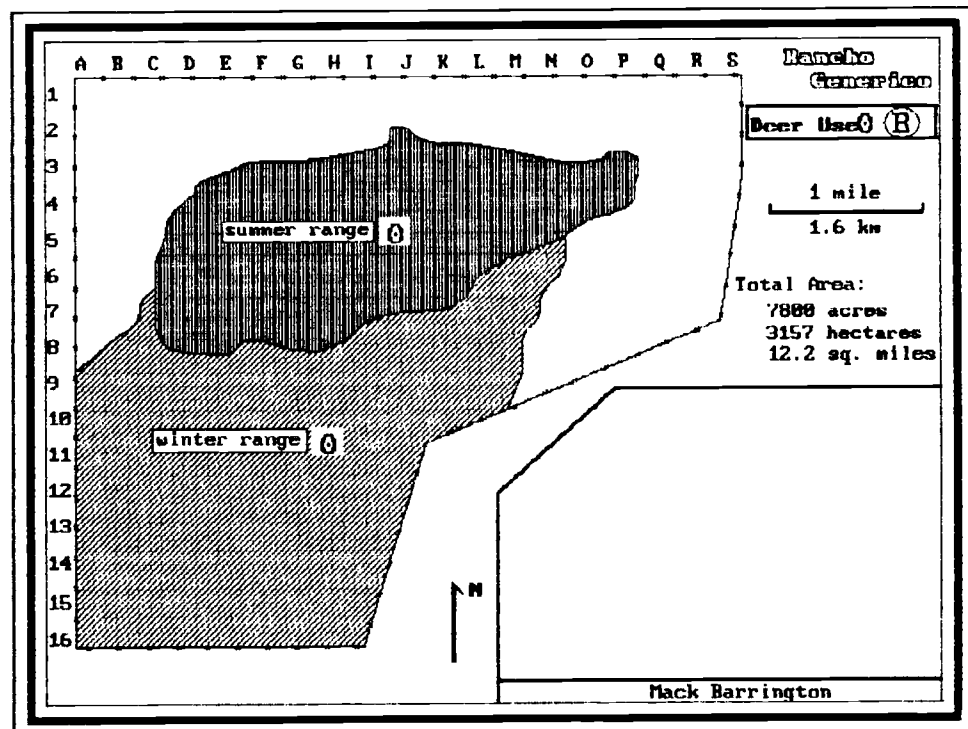 A B C D E F G H I J K L M N O P Q R S
Rancho
Generico
1
2
Deer Use0 (R)
3
1 mile
4
summer range 0
1.6 km
5
6
Total Area:
7
7800 acres
3157 hectares
8
12.2 sq. miles
9
10
winter range 0
11
12
13
14
N
15
16
Mack Barrington